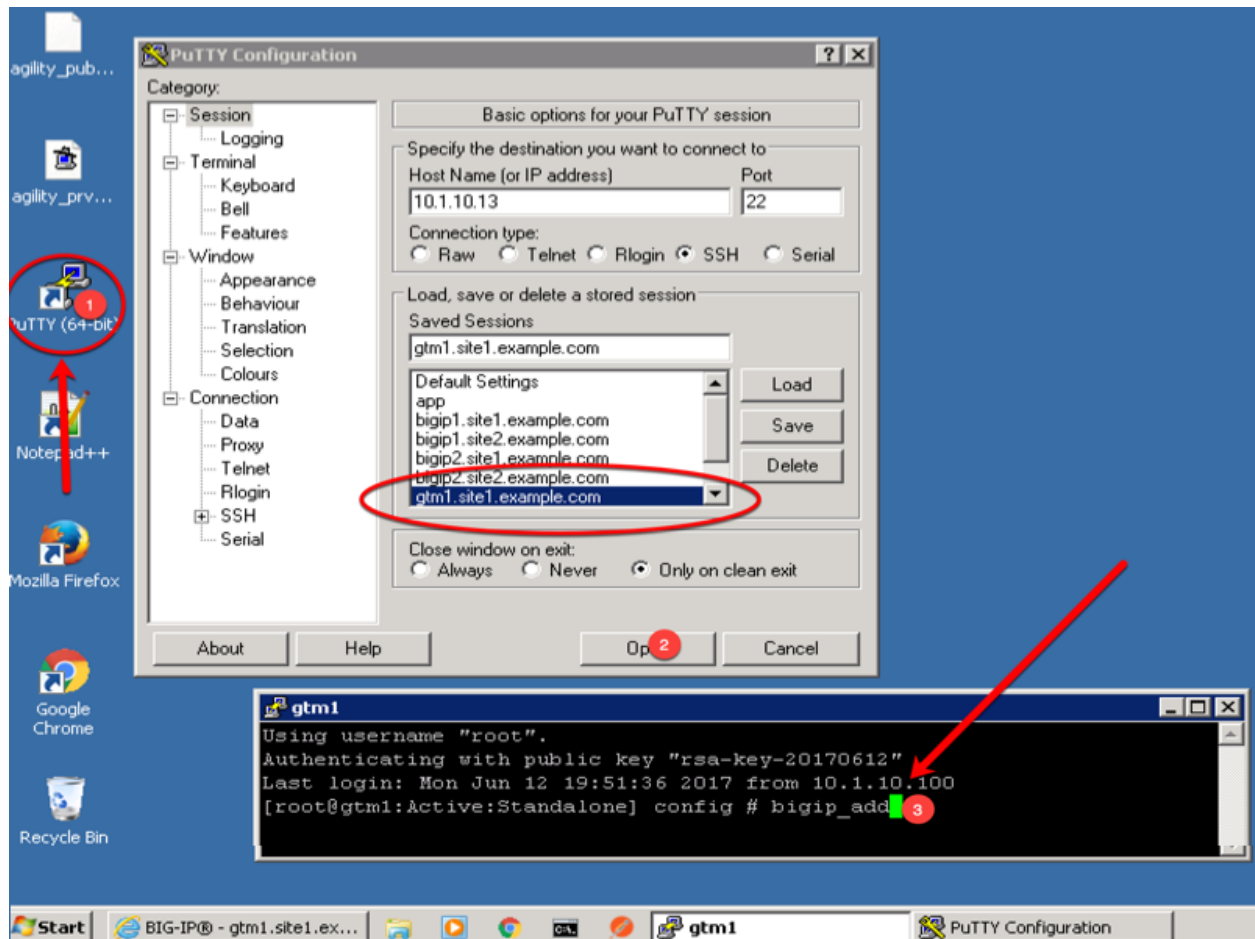 agility_pub...
agility_prv...
1
PuTTY (64-bit)
Notepad++
Mozilla Firefox
Google
Chrome
Recycle Bin
PuTTY Configuration
Category:
Session
Logging
Terminal
Keyboard
Bell
Features
Window
Appearance
Behaviour
Translation
Selection
Colours
Connection
Data
Proxy
Telnet
Rlogin
SSH
Serial
Basic options for your PuTTY session
Specify the destination you want to connect to
Host Name (or IP address) Port
10.1.10.13 22
Connection type:
Raw Telnet Rlogin SSH Serial
Load, save or delete a stored session
Saved Sessions
gtm1.site1.example.com
Default Settings
app
bigip1.site1.example.com
bigip1.site2.example.com
bigip2.site1.example.com
bigip2.site2.example.com
gtm1.site1.example.com
Load
Save
Delete
Close window on exit:
Always Never Only on clean exit
About Help Op 2 Cancel
gtm1
Using username "root".
Authenticating with public key "rsa-key-20170612"
Last login: Mon Jun 12 19:51:36 2017 from 10.1.10.100
[root@gtm1:Active:Standalone] config # bigip_add 3
Start BIG-IP® - gtm1.site1.ex... gtm1 PuTTY Configuration